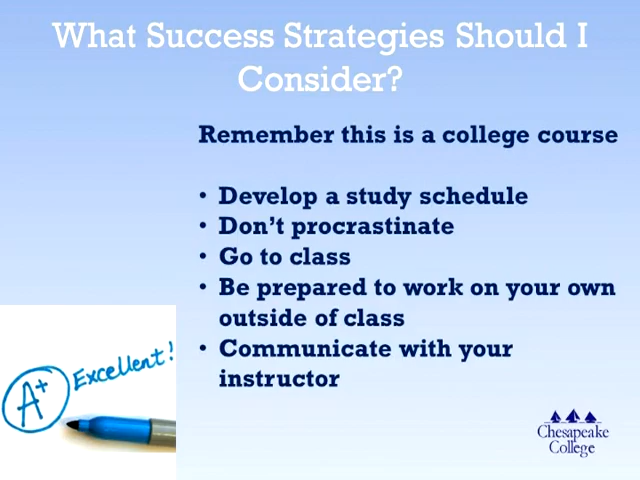 What Success Strategies Should I
Consider?
Remember this is a college course
• Develop a study schedule
• Don't procrastinate
• Go to class
• Be prepared to work on your own
outside of class
• Communicate with your
instructor
A+ Excellent!
Chesapeake
College